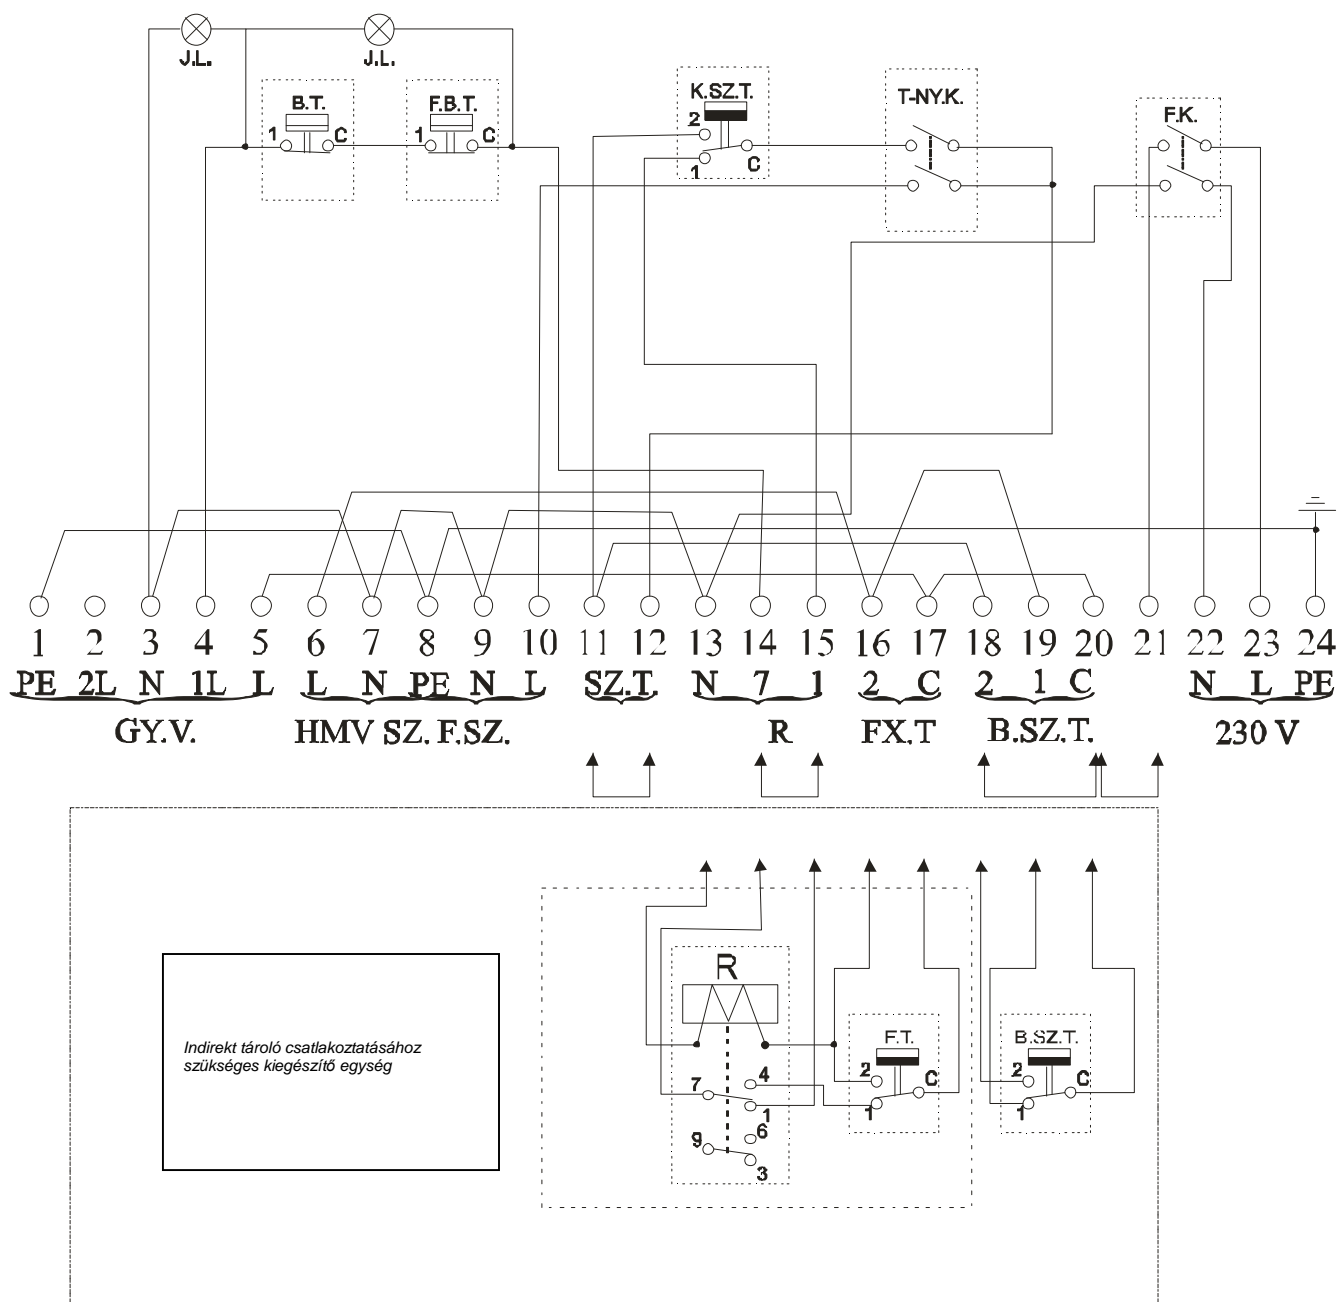 J.L. J.L.
B.T. F.B.T. K.SZ.T. T-NY.K. F.K.
1 C 1 C 2 1 C
1 2 3 4 5 6 7 8 9 10 11 12 13 14 15 16 17 18 19 20 21 22 23 24
PE 2L N 1L L L N PE N L SZ.T. N 7 1 2 C 2 1 C N L PE
GY.V. HMV SZ. F.SZ. R FX.T B.SZ.T. 230 V
R
F.T. B.SZ.T.
7 4 1 2 C 1 2 C 1
9 6 3
Indirekt tároló csatlakoztatásához
szükséges kiegészítő egység